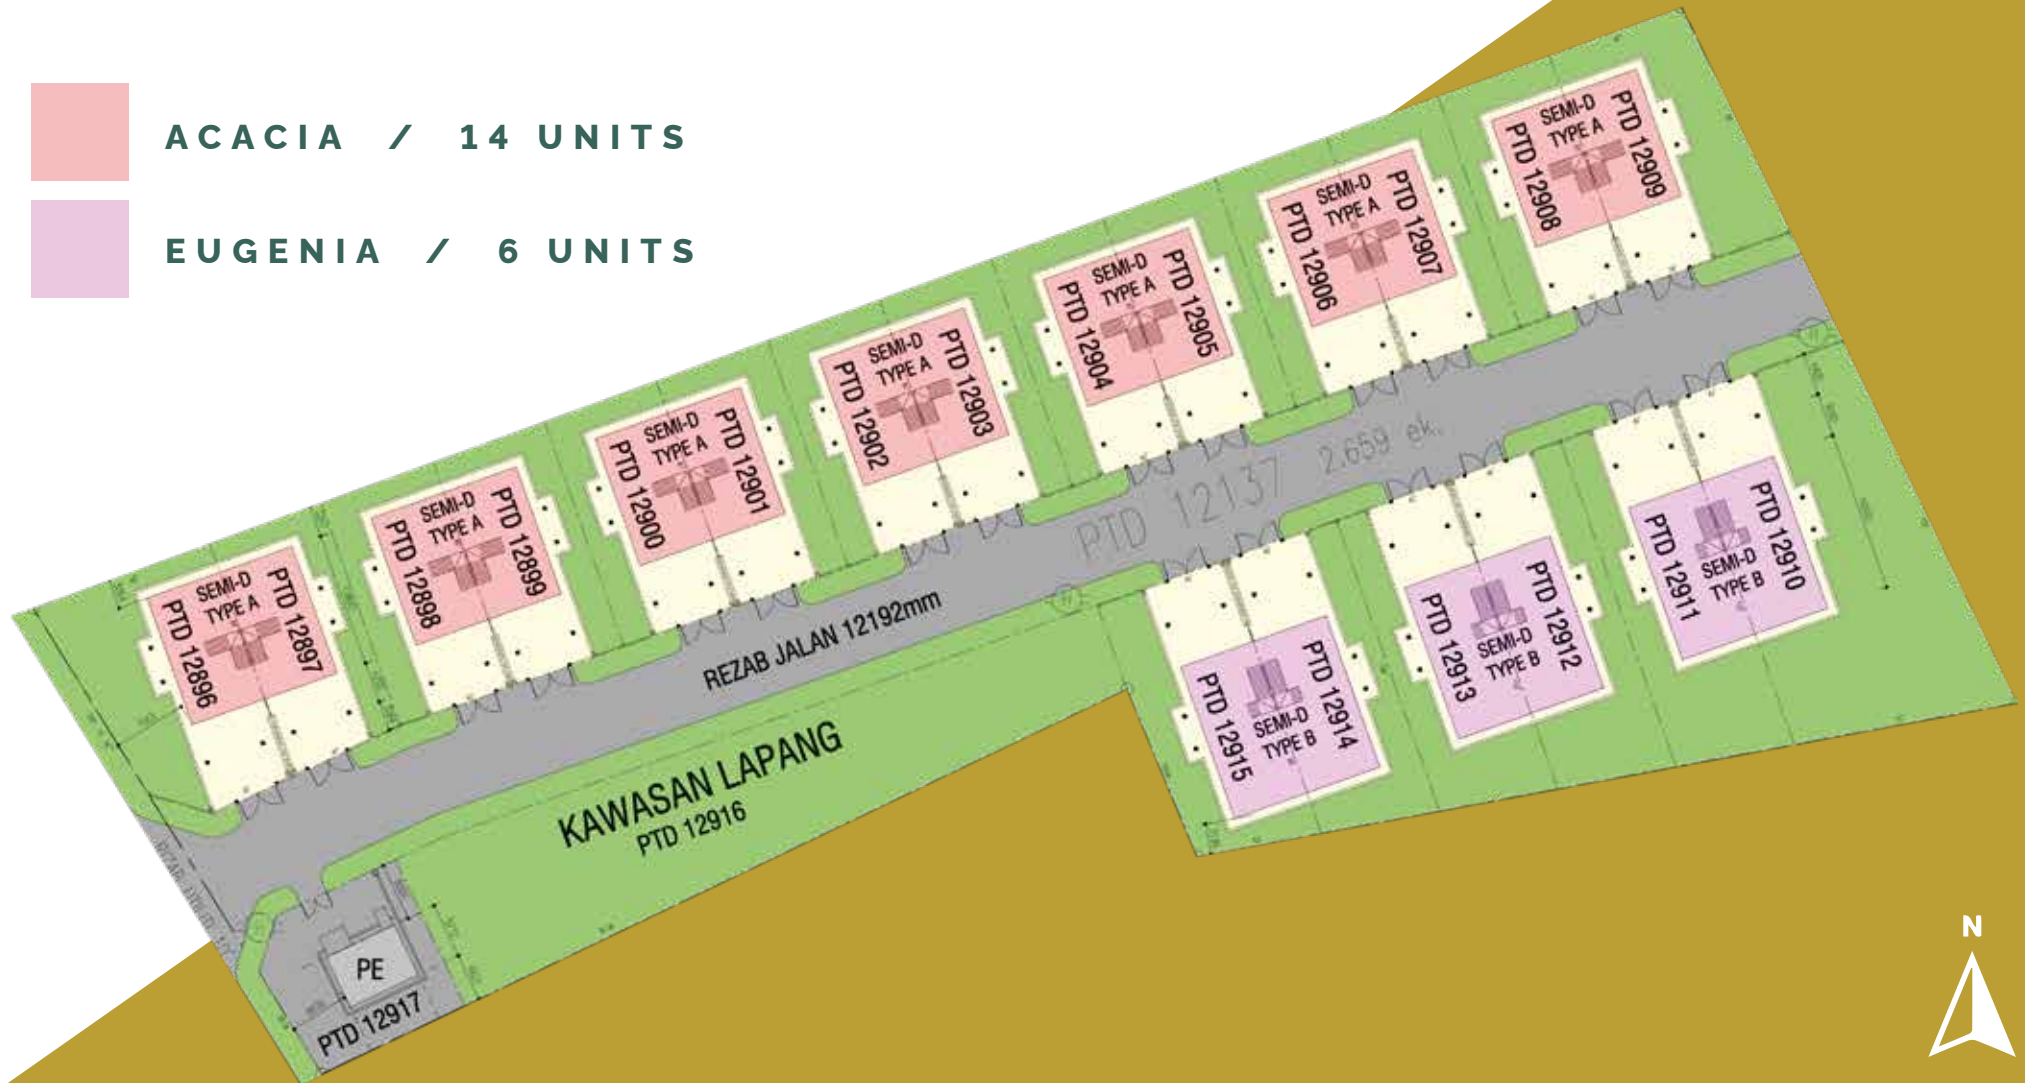 ACACIA / 14 UNITS
EUGENIA / 6 UNITS
SEMI-D
TYPE A
PTD 12896
PTD 12897
SEMI-D
TYPE A
PTD 12898
PTD 12899
SEMI-D
TYPE A
PTD 12900
PTD 12901
SEMI-D
TYPE A
PTD 12902
PTD 12903
SEMI-D
TYPE A
PTD 12904
PTD 12905
SEMI-D
TYPE A
PTD 12906
PTD 12907
SEMI-D
TYPE A
PTD 12908
PTD 12909
PTD 12137 2.659 ek.
REZAB JALAN 12192mm
KAWASAN LAPANG
PTD 12916
PTD 12915
SEMI-D
TYPE B
PTD 12914
PTD 12913
SEMI-D
TYPE B
PTD 12912
PTD 12911
SEMI-D
TYPE B
PTD 12910
PE
PTD 12917
N